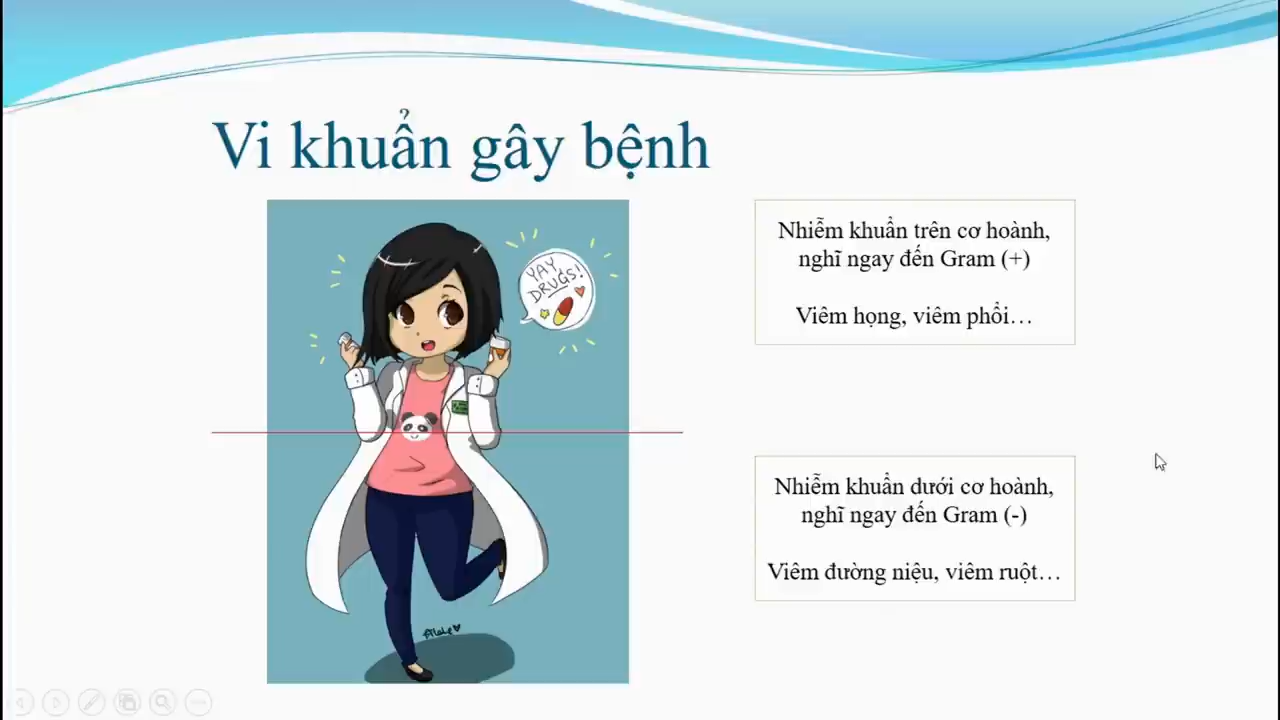 Vi khuẩn gây bệnh
YAY
DRUGS!
Nhiễm khuẩn trên cơ hoành,
nghĩ ngay đến Gram (+)
Viêm họng, viêm phổi…
Nhiễm khuẩn dưới cơ hoành,
nghĩ ngay đến Gram (-)
Viêm đường niệu, viêm ruột…